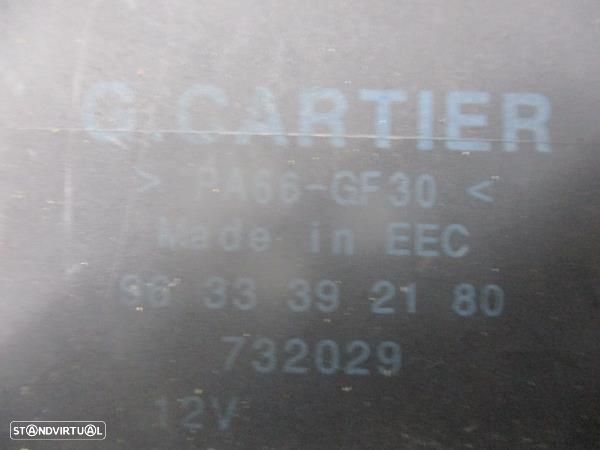 G.CARTIER
> PA66-GF30 <
Made in EEC
96 33 39 21 80
732029
12V
STANDVIRTUAL